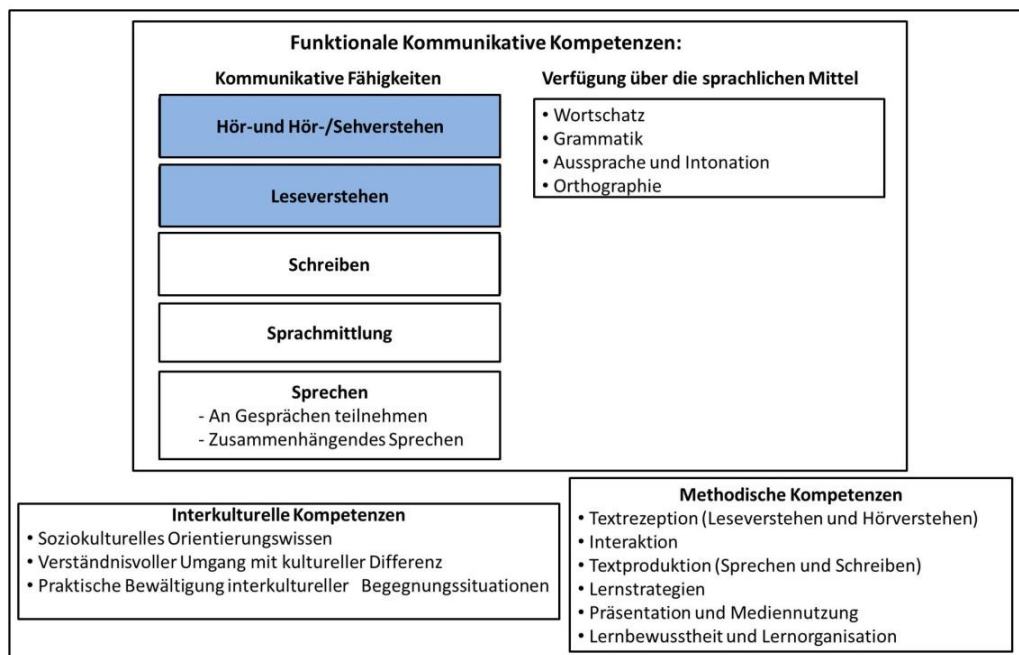 Funktionale Kommunikative Kompetenzen:
Kommunikative Fähigkeiten
Hör-und Hör-/Sehverstehen
Leseverstehen
Schreiben
Sprachmittlung
Sprechen
- An Gesprächen teilnehmen
- Zusammenhängendes Sprechen
Verfügung über die sprachlichen Mittel
• Wortschatz
• Grammatik
• Aussprache und Intonation
• Orthographie
Interkulturelle Kompetenzen
• Soziokulturelles Orientierungswissen
• Verständnisvoller Umgang mit kultureller Differenz
• Praktische Bewältigung interkultureller Begegnungssituationen
Methodische Kompetenzen
• Textrezeption (Leseverstehen und Hörverstehen)
• Interaktion
• Textproduktion (Sprechen und Schreiben)
• Lernstrategien
• Präsentation und Mediennutzung
• Lernbewusstheit und Lernorganisation